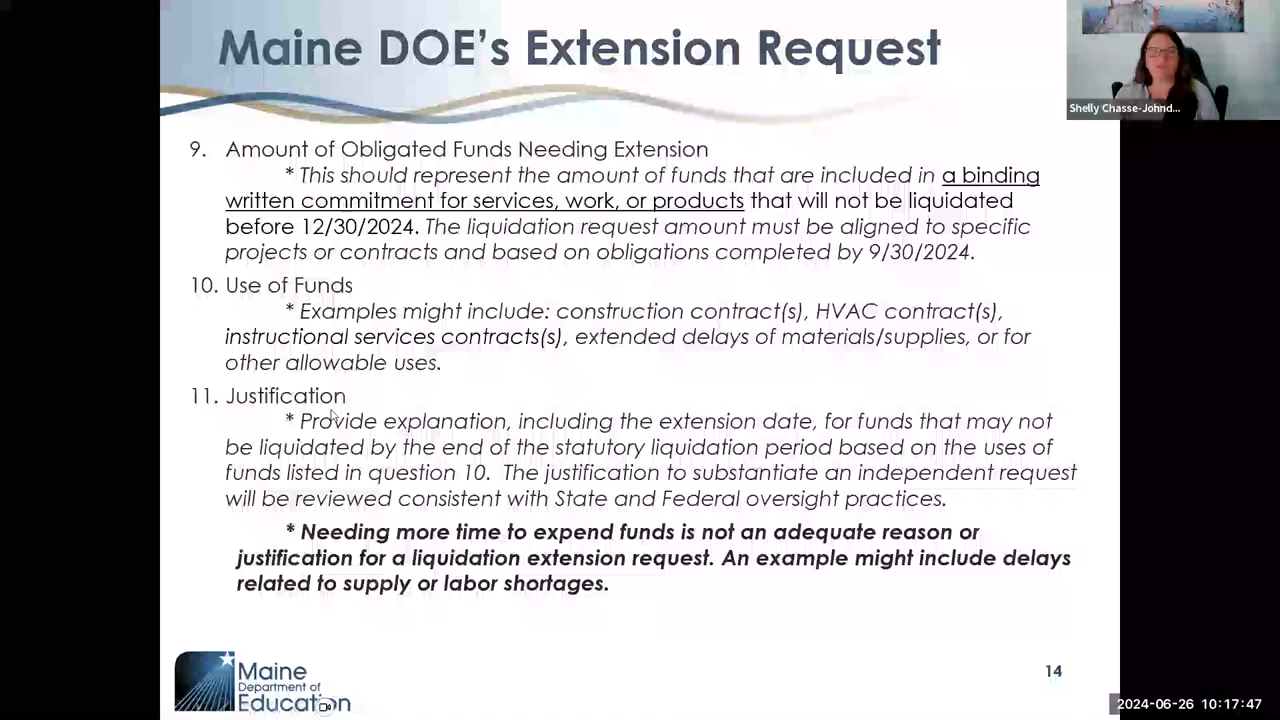 Maine DOE's Extension Request
Shelly Chasse-Johnd...
9. Amount of Obligated Funds Needing Extension
* This should represent the amount of funds that are included in a binding
written commitment for services, work, or products that will not be liquidated
before 12/30/2024. The liquidation request amount must be aligned to specific
projects or contracts and based on obligations completed by 9/30/2024.
10. Use of Funds
* Examples might include: construction contract(s), HVAC contract(s),
instructional services contracts(s), extended delays of materials/supplies, or for
other allowable uses.
11. Justification
* Provide explanation, including the extension date, for funds that may not
be liquidated by the end of the statutory liquidation period based on the uses of
funds listed in question 10. The justification to substantiate an independent request
will be reviewed consistent with State and Federal oversight practices.
* Needing more time to expend funds is not an adequate reason or
justification for a liquidation extension request. An example might include delays
related to supply or labor shortages.
Maine
Department of
Education
14
2024-06-26 10:17:47